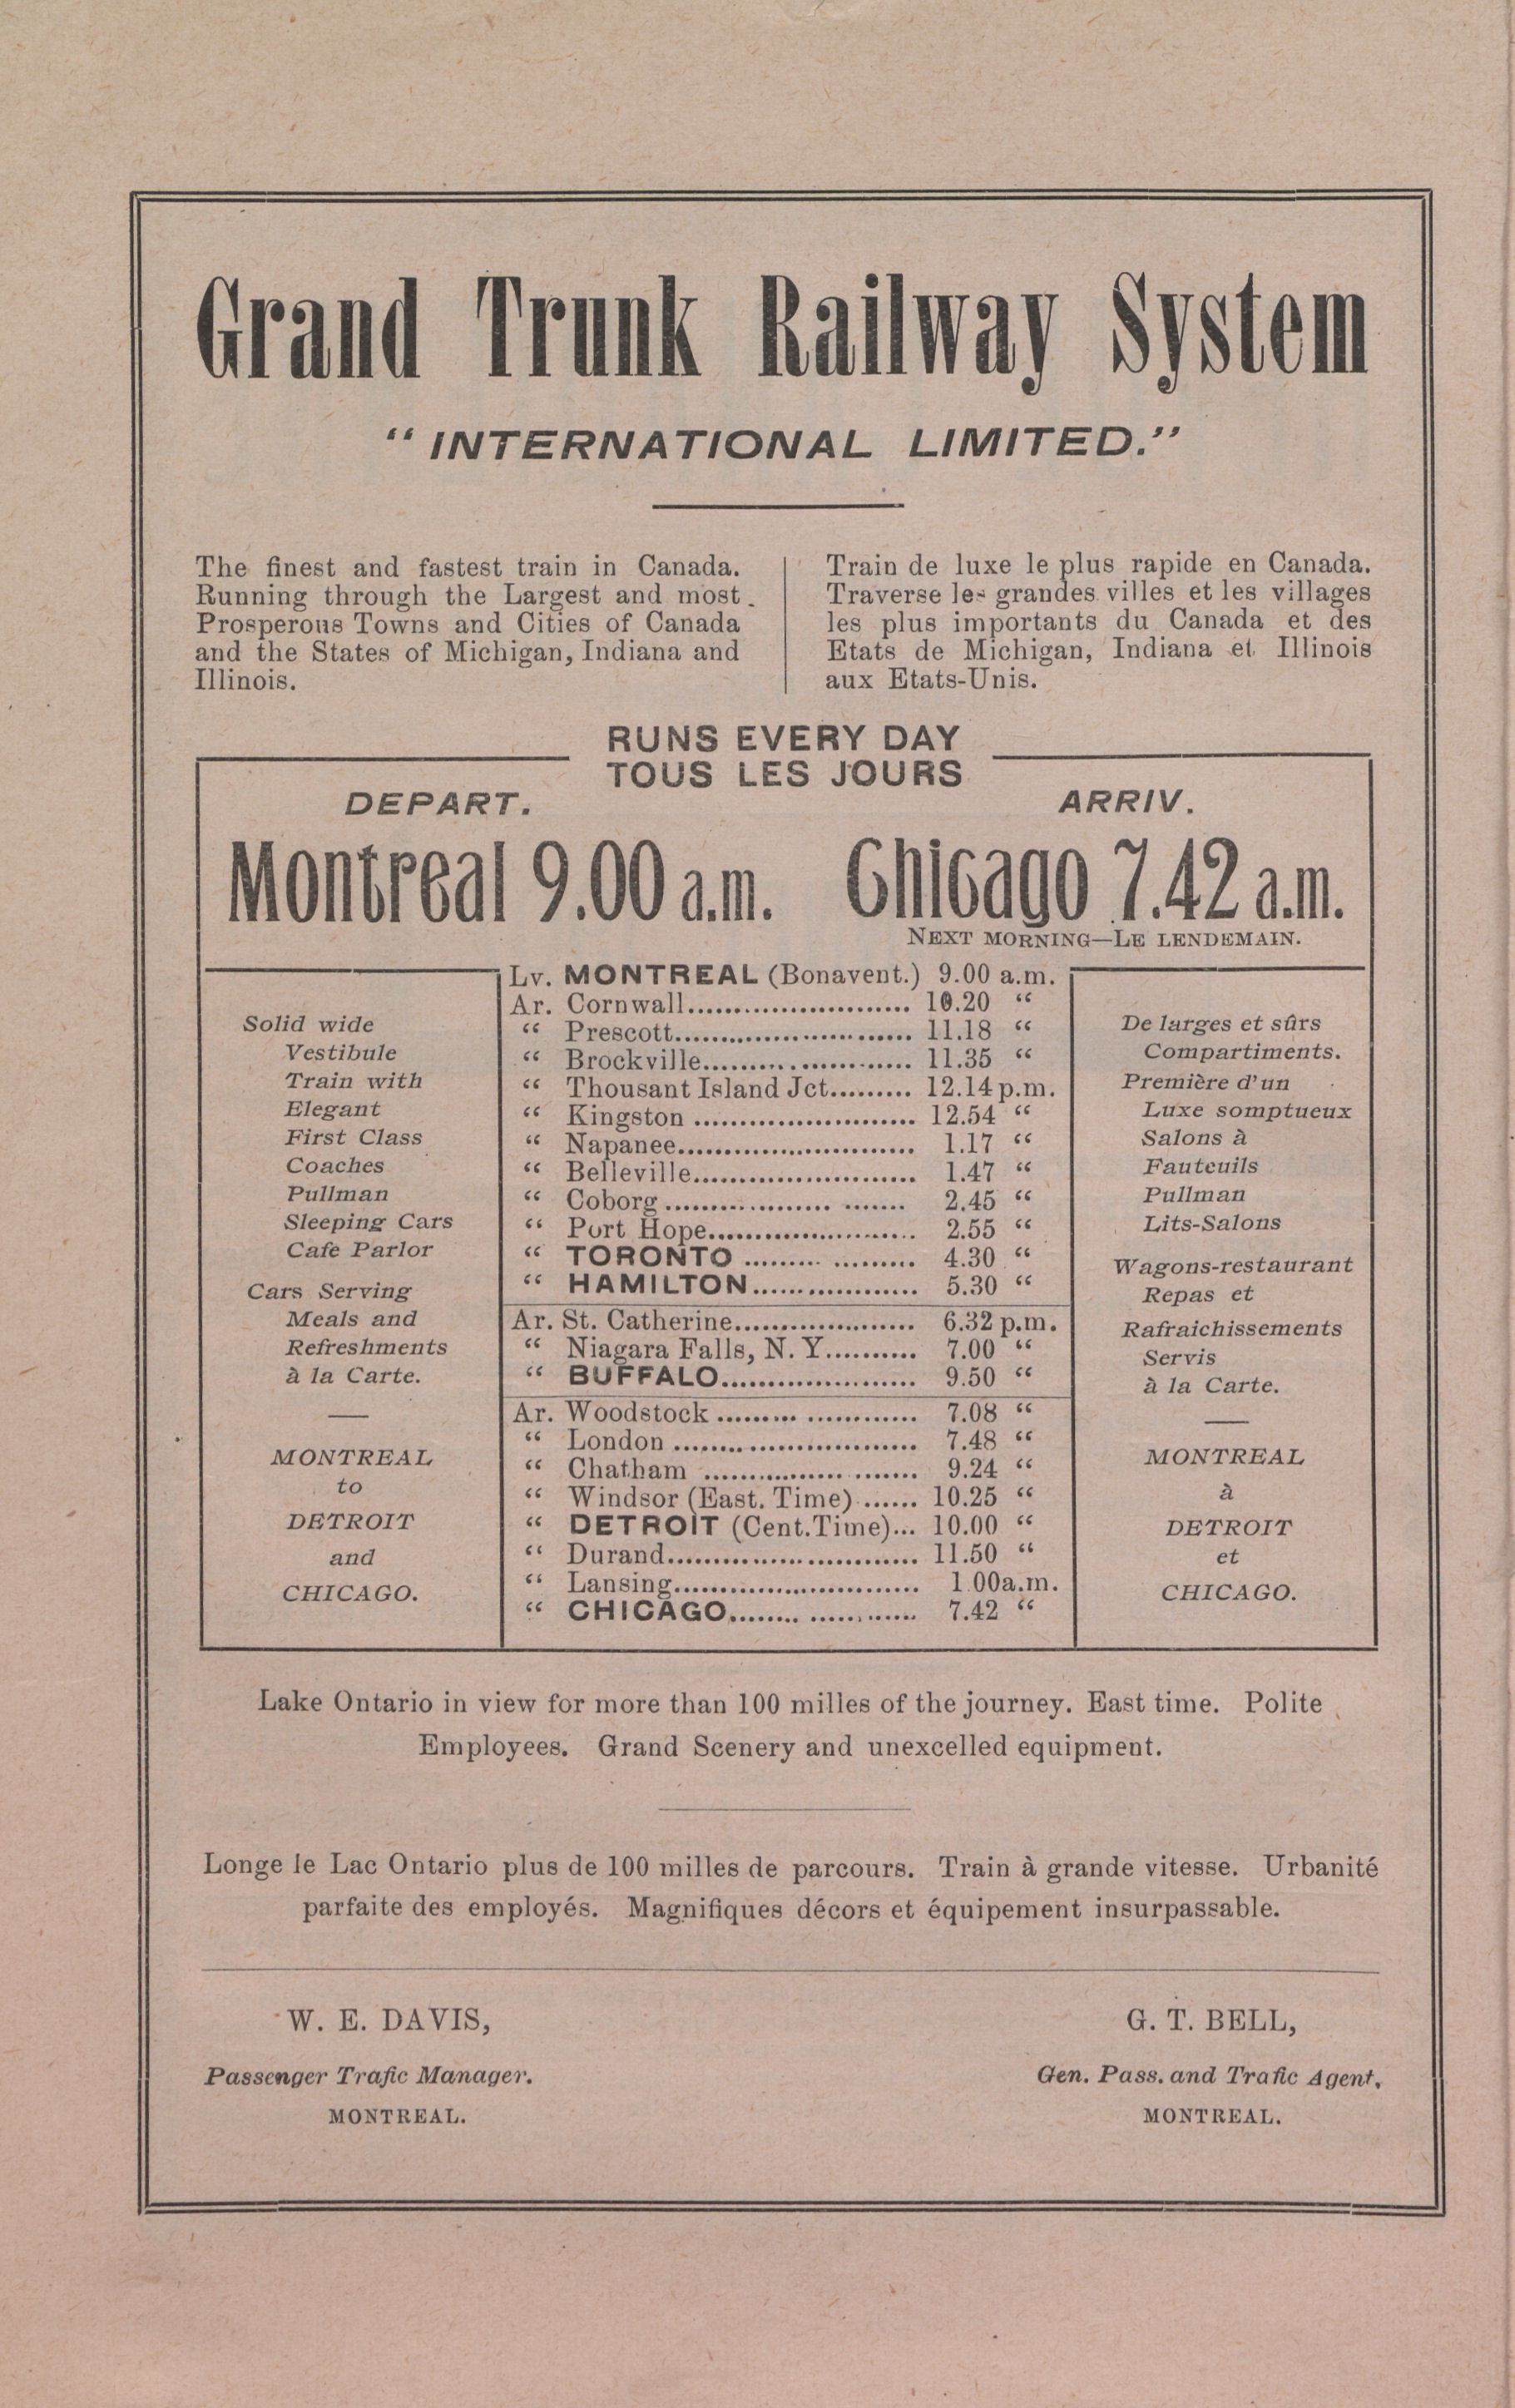 Grand Trunk Railway System
"INTERNATIONAL LIMITED."
The finest and fastest train in Canada.
Running through the Largest and most
Prosperous Towns and Cities of Canada
and the States of Michigan, Indiana and
Illinois.
Train de luxe le plus rapide en Canada.
Traverse les grandes villes et les villages
les plus importants du Canada et des
Etats de Michigan, Indiana et Illinois
aux Etats-Unis.
RUNS EVERY DAY
TOUS LES JOURS
DEPART.
ARRIV.
Montreal 9.00 a.m.
Chicago 7.42 a.m.
NEXT MORNING—LE LENDEMAIN.
Solid wide
Vestibule
Train with
Elegant
First Class
Coaches
Pullman
Sleeping Cars
Cafe Parlor
Cars Serving
Meals and
Refreshments
à la Carte.
MONTREAL
to
DETROIT
and
CHICAGO.
Lv. MONTREAL (Bonavent.) 9.00 a.m.
Ar. Cornwall........................ 10.20 "
" Prescott.......................... 11.18 "
" Brockville....................... 11.35 "
" Thousant Island Jct......... 12.14 p.m.
" Kingston ........................ 12.54 "
" Napanee.......................... 1.17 "
" Belleville........................ 1.47 "
" Coborg .......................... 2.45 "
" Port Hope....................... 2.55 "
" TORONTO ................... 4.30 "
" HAMILTON.................. 5.30 "
Ar. St. Catherine.................... 6.32 p.m.
" Niagara Falls, N. Y.......... 7.00 "
" BUFFALO..................... 9.50 "
Ar. Woodstock ..................... 7.08 "
" London .......................... 7.48 "
" Chatham ....................... 9.24 "
" Windsor (East. Time) ...... 10.25 "
" DETROIT (Cent.Time)... 10.00 "
" Durand........................... 11.50 "
" Lansing.......................... 1.00a.m.
" CHICAGO.................... 7.42 "
De larges et sûrs
Compartiments.
Première d'un
Luxe somptueux
Salons à
Fauteuils
Pullman
Lits-Salons
Wagons-restaurant
Repas et
Rafraichissements
Servis
à la Carte.
MONTREAL
à
DETROIT
et
CHICAGO.
Lake Ontario in view for more than 100 milles of the journey. East time. Polite
Employees. Grand Scenery and unexcelled equipment.
Longe le Lac Ontario plus de 100 milles de parcours. Train à grande vitesse. Urbanité
parfaite des employés. Magnifiques décors et équipement insurpassable.
W. E. DAVIS,
Passenger Trafic Manager.
MONTREAL.
G. T. BELL,
Gen. Pass. and Trafic Agent,
MONTREAL.